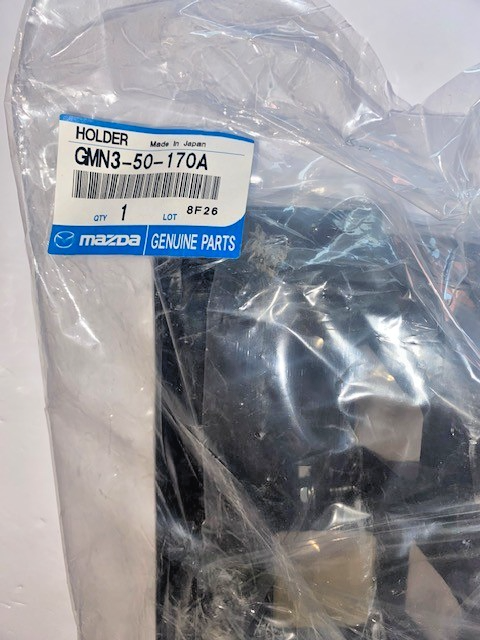 HOLDER Made In Japan
GMN3-50-170A
QTY 1 LOT 8F26
mazda GENUINE PARTS